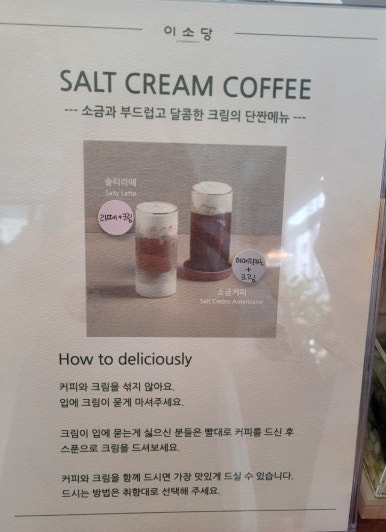 이소당
SALT CREAM COFFEE
--- 소금과 부드럽고 달콤한 크림의 단짠메뉴 ---
솔티라떼
Salty Latte
라떼+크림
아메리카노
+
크림
소금커피
Salt Cream Americano
How to deliciously
커피와 크림을 섞지 않아요.
입에 크림이 묻게 마셔주세요.
크림이 입에 묻는게 싫으신 분들은 빨대로 커피를 드신 후
스푼으로 크림을 드셔보세요.
커피와 크림을 함께 드시면 가장 맛있게 드실 수 있습니다.
드시는 방법은 취향대로 선택해 주세요.